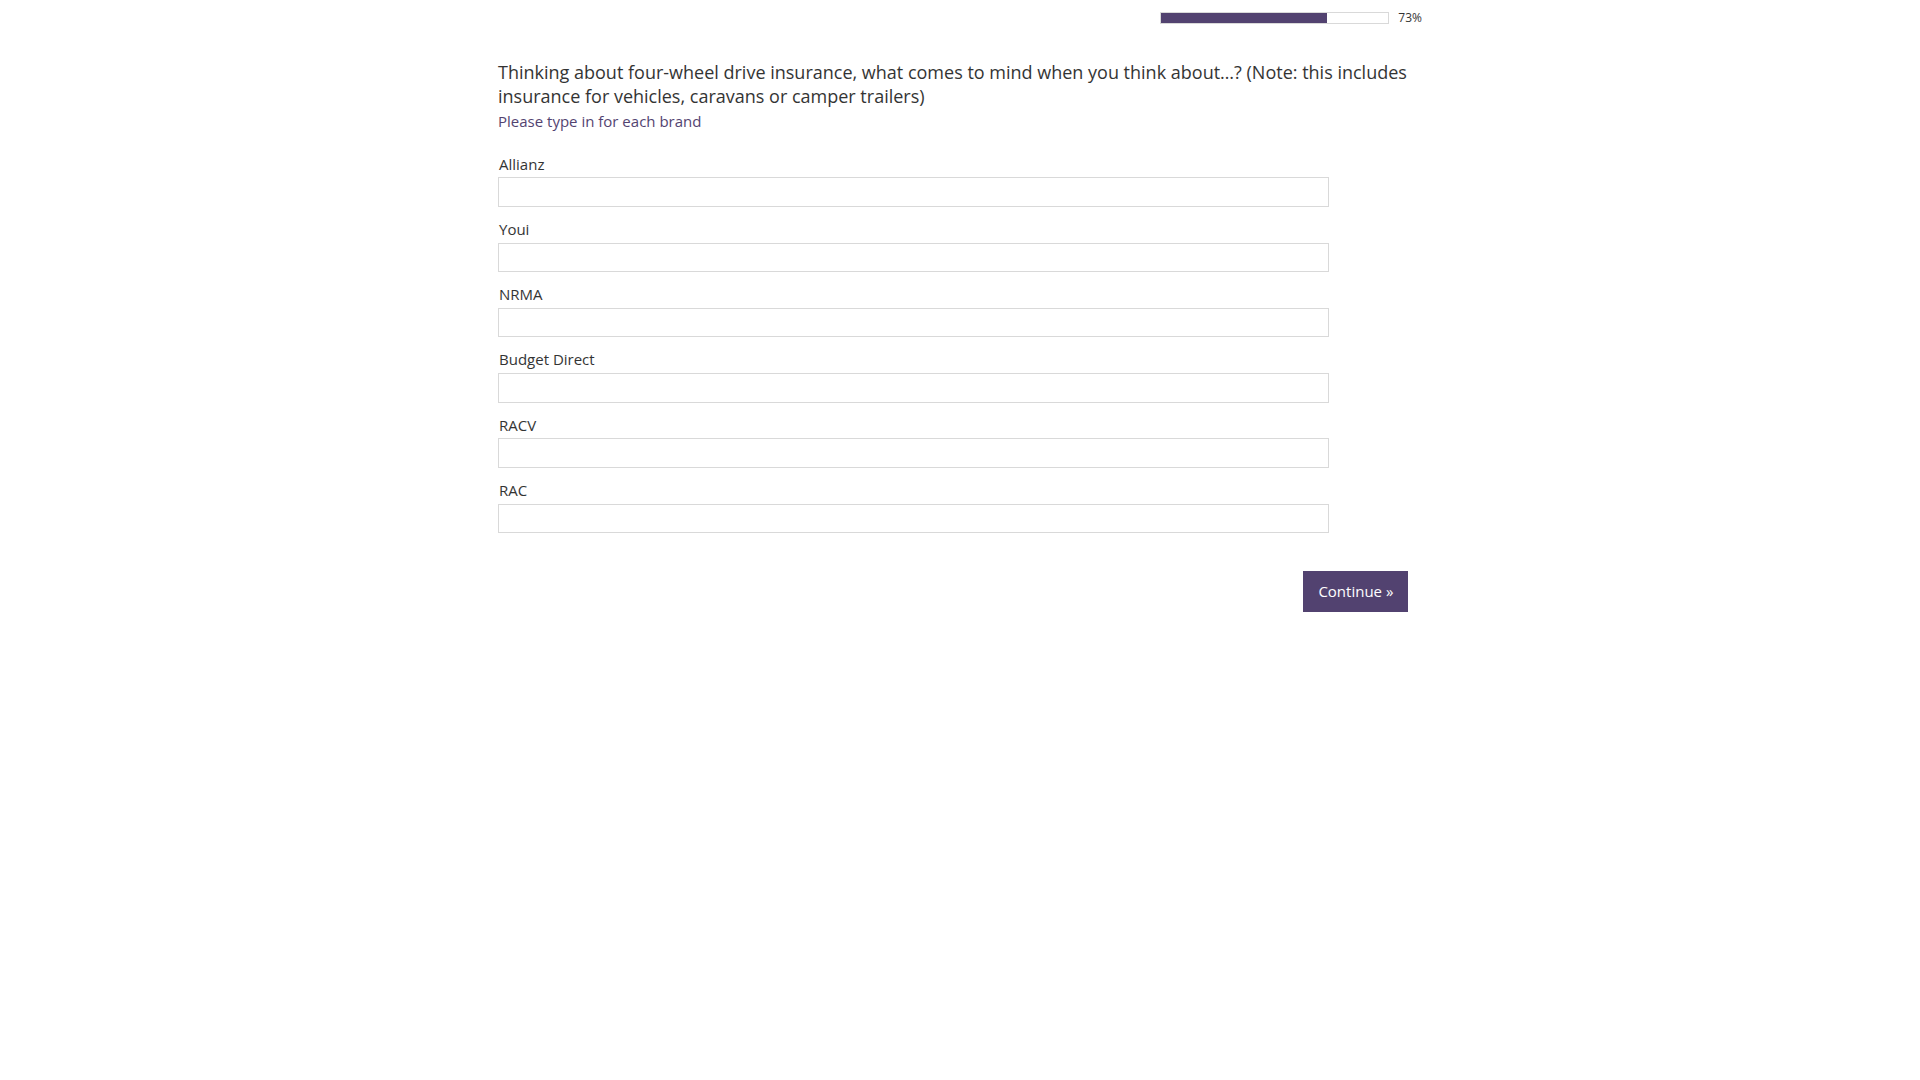 73%
Thinking about four-wheel drive insurance, what comes to mind when you think about...? (Note: this includes
insurance for vehicles, caravans or camper trailers)
Please type in for each brand
Allianz
Youi
NRMA
Budget Direct
RACV
RAC
Continue »